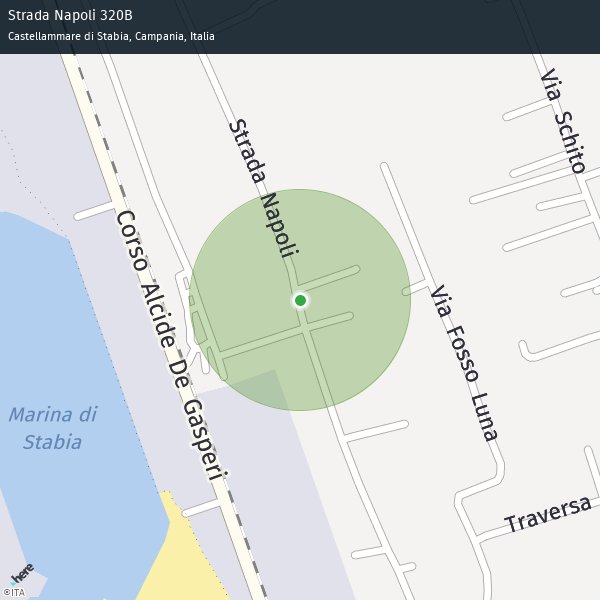 Strada Napoli 320B
Castellammare di Stabia, Campania, Italia
Via Schito
Strada Napoli
Corso Alcide De Gasperi
Via Fosso Luna
Marina di
Stabia
Traversa
here
©ITA